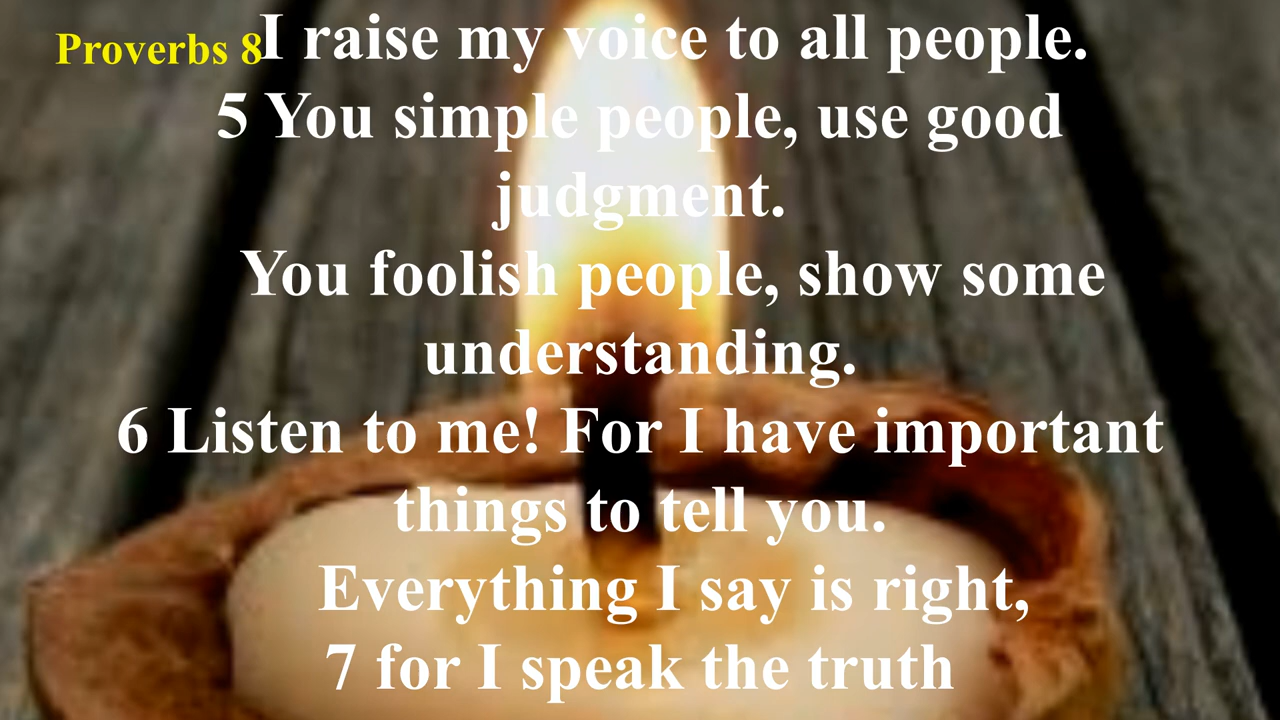 Proverbs 8
I raise my voice to all people.
5 You simple people, use good
judgment.
You foolish people, show some
understanding.
6 Listen to me! For I have important
things to tell you.
Everything I say is right,
7 for I speak the truth